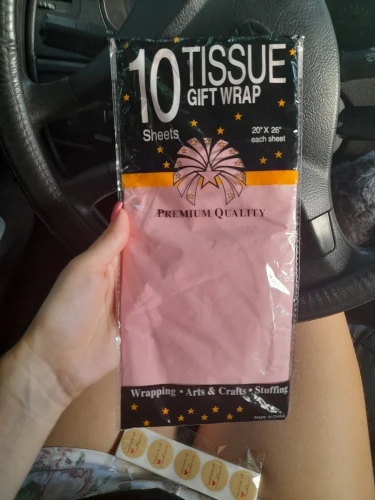 10 TISSUE
GIFT WRAP
Sheets
20" X 26"
each sheet
PREMIUM QUALITY
Wrapping • Arts & Crafts • Stuffing
MADE IN CHINA